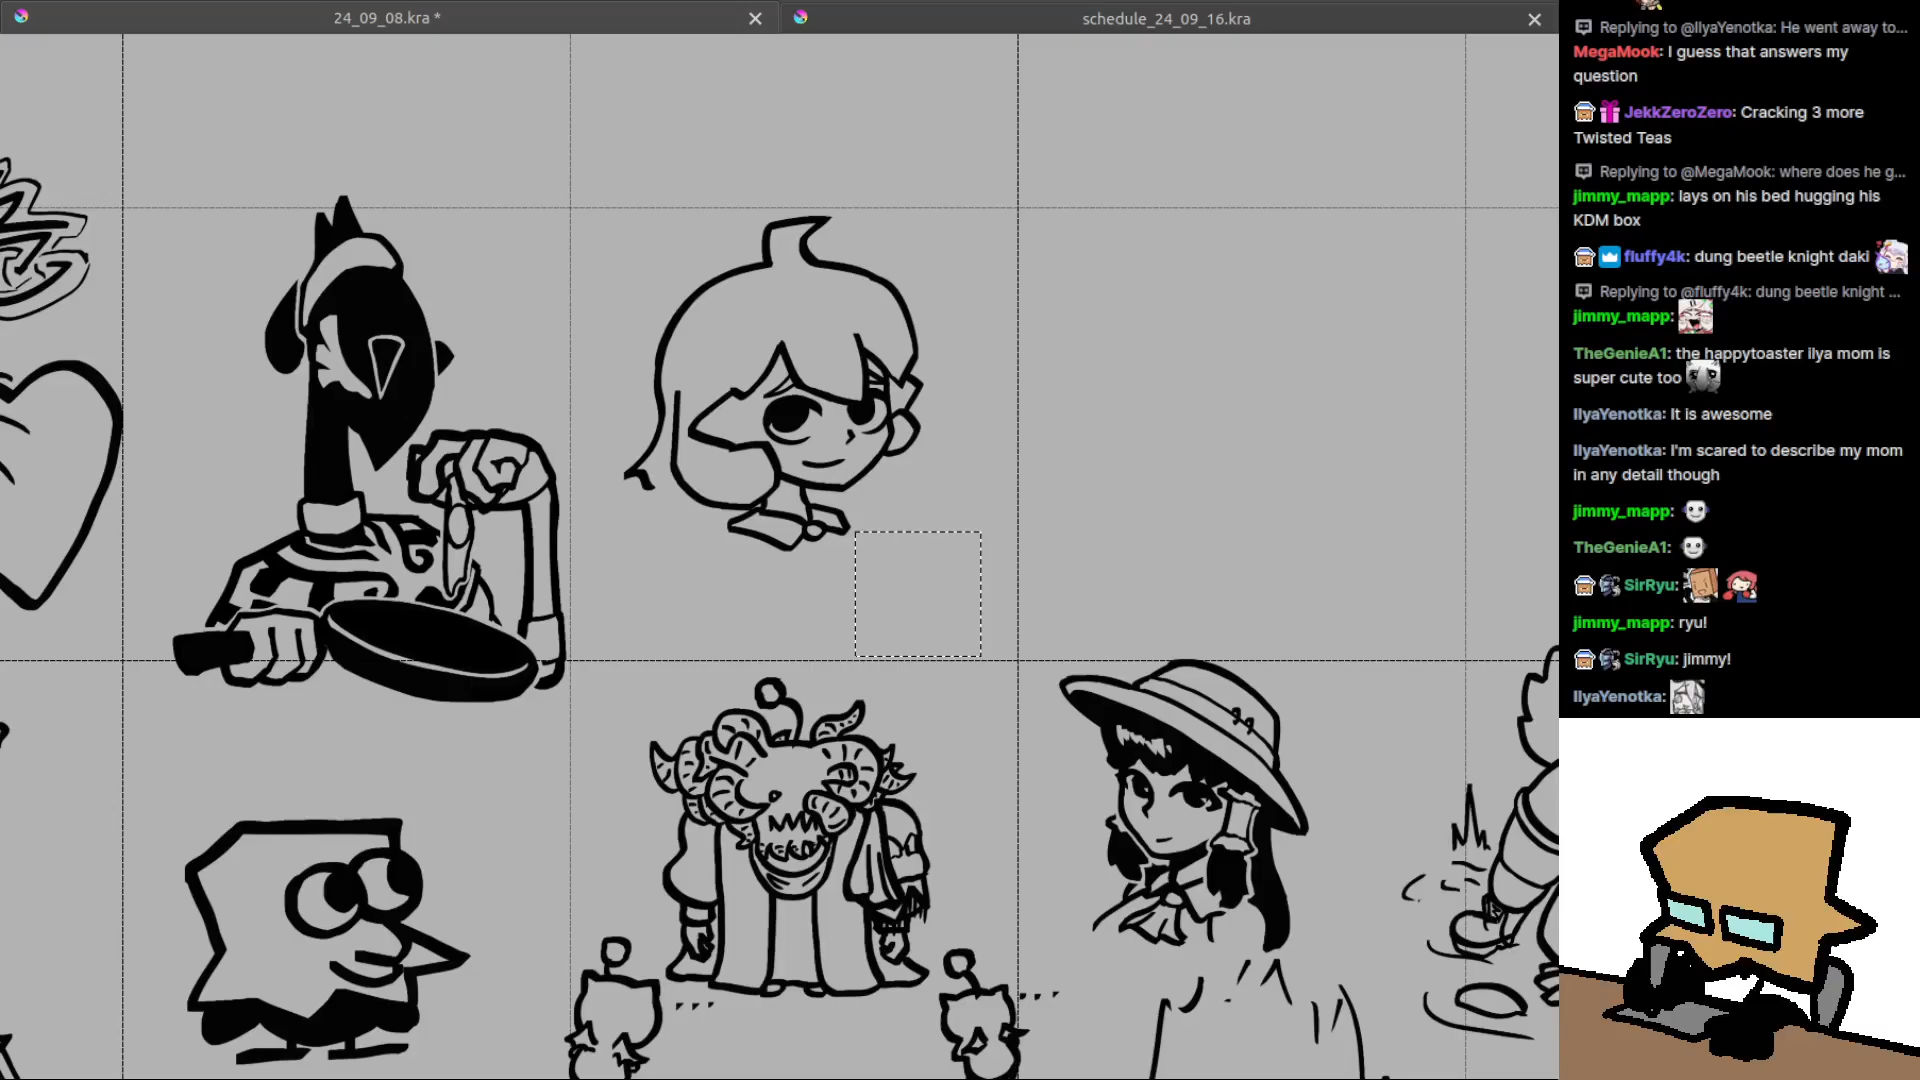 24_09_08.kra *
schedule_24_09_16.kra
Replying to @IlyaYenotka: He went away to...
MegaMook: I guess that answers my
question
JekkZeroZero: Cracking 3 more
Twisted Teas
Replying to @MegaMook: where does he g...
jimmy_mapp: lays on his bed hugging his
KDM box
fluffy4k: dung beetle knight daki
Replying to @fluffy4k: dung beetle knight ...
jimmy_mapp:
TheGenieA1: the happytoaster ilya mom is
super cute too
IlyaYenotka: It is awesome
IlyaYenotka: I'm scared to describe my mom
in any detail though
jimmy_mapp:
TheGenieA1:
SirRyu:
jimmy_mapp: ryu!
SirRyu: jimmy!
IlyaYenotka: